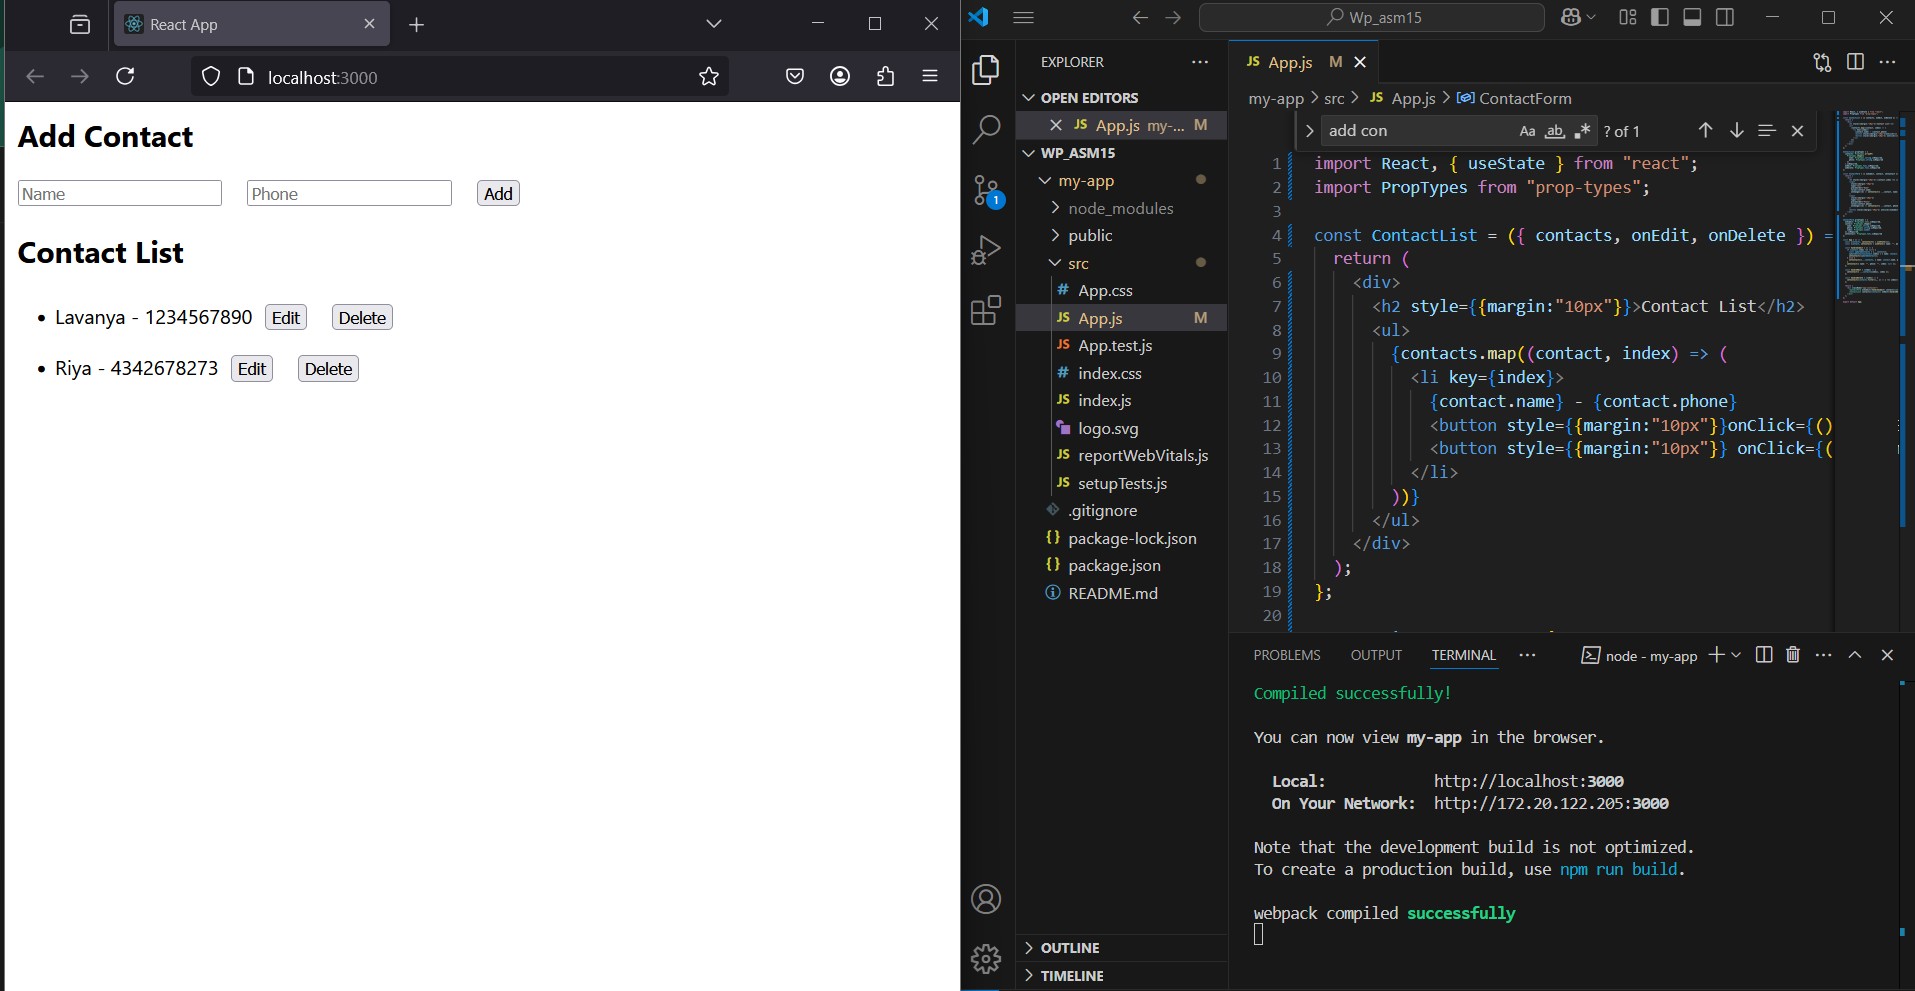 React App
localhost:3000
Add Contact
Name Phone Add
Contact List
Lavanya - 1234567890 Edit Delete
Riya - 4342678273 Edit Delete
Wp_asm15
EXPLORER
OPEN EDITORS
JS App.js my-... M
WP_ASM15
my-app
node_modules
public
src
# App.css
JS App.js M
JS App.test.js
# index.css
JS index.js
logo.svg
JS reportWebVitals.js
JS setupTests.js
.gitignore
{} package-lock.json
{} package.json
README.md
OUTLINE
TIMELINE
1
JS App.js M
my-app > src > JS App.js > ContactForm
add con Aa ab ? of 1
1 import React, { useState } from "react";
2 import PropTypes from "prop-types";
3
4 const ContactList = ({ contacts, onEdit, onDelete }) =
5 return (
6 <div>
7 <h2 style={{margin:"10px"}}>Contact List</h2>
8 <ul>
9 {contacts.map((contact, index) => (
10 <li key={index}>
11 {contact.name} - {contact.phone}
12 <button style={{margin:"10px"}}onClick={()
13 <button style={{margin:"10px"}} onClick={(
14 </li>
15 ))}
16 </ul>
17 </div>
18 );
19 };
20
PROBLEMS OUTPUT TERMINAL ... node - my-app
Compiled successfully!
You can now view my-app in the browser.
Local: http://localhost:3000
On Your Network: http://172.20.122.205:3000
Note that the development build is not optimized.
To create a production build, use npm run build.
webpack compiled successfully